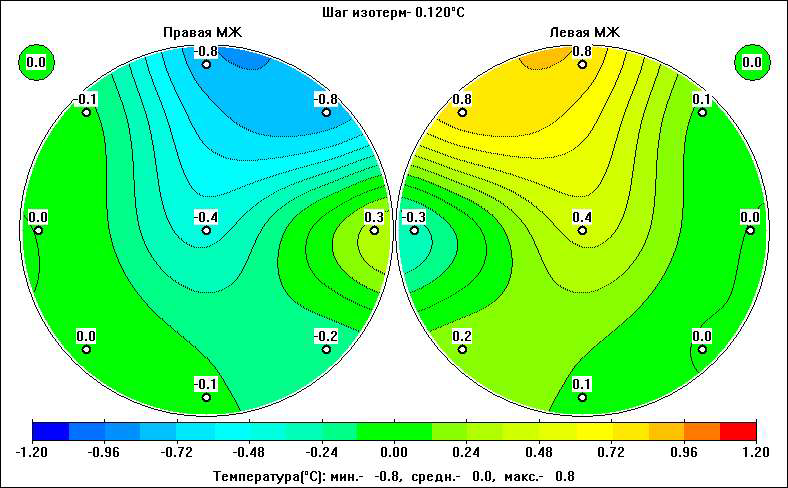 Шаг изотерм- 0.120°C
Правая МЖ Левая МЖ
-0.8 0.8
0.0 0.0
-0.1 -0.8 0.8 0.1
0.0 -0.4 0.3 -0.3 0.4 0.0
0.0 -0.2 0.2 0.0
-0.1 0.1
-1.20 -0.96 -0.72 -0.48 -0.24 0.00 0.24 0.48 0.72 0.96 1.20
Температура(°C): мин.- -0.8, средн.- 0.0, макс.- 0.8